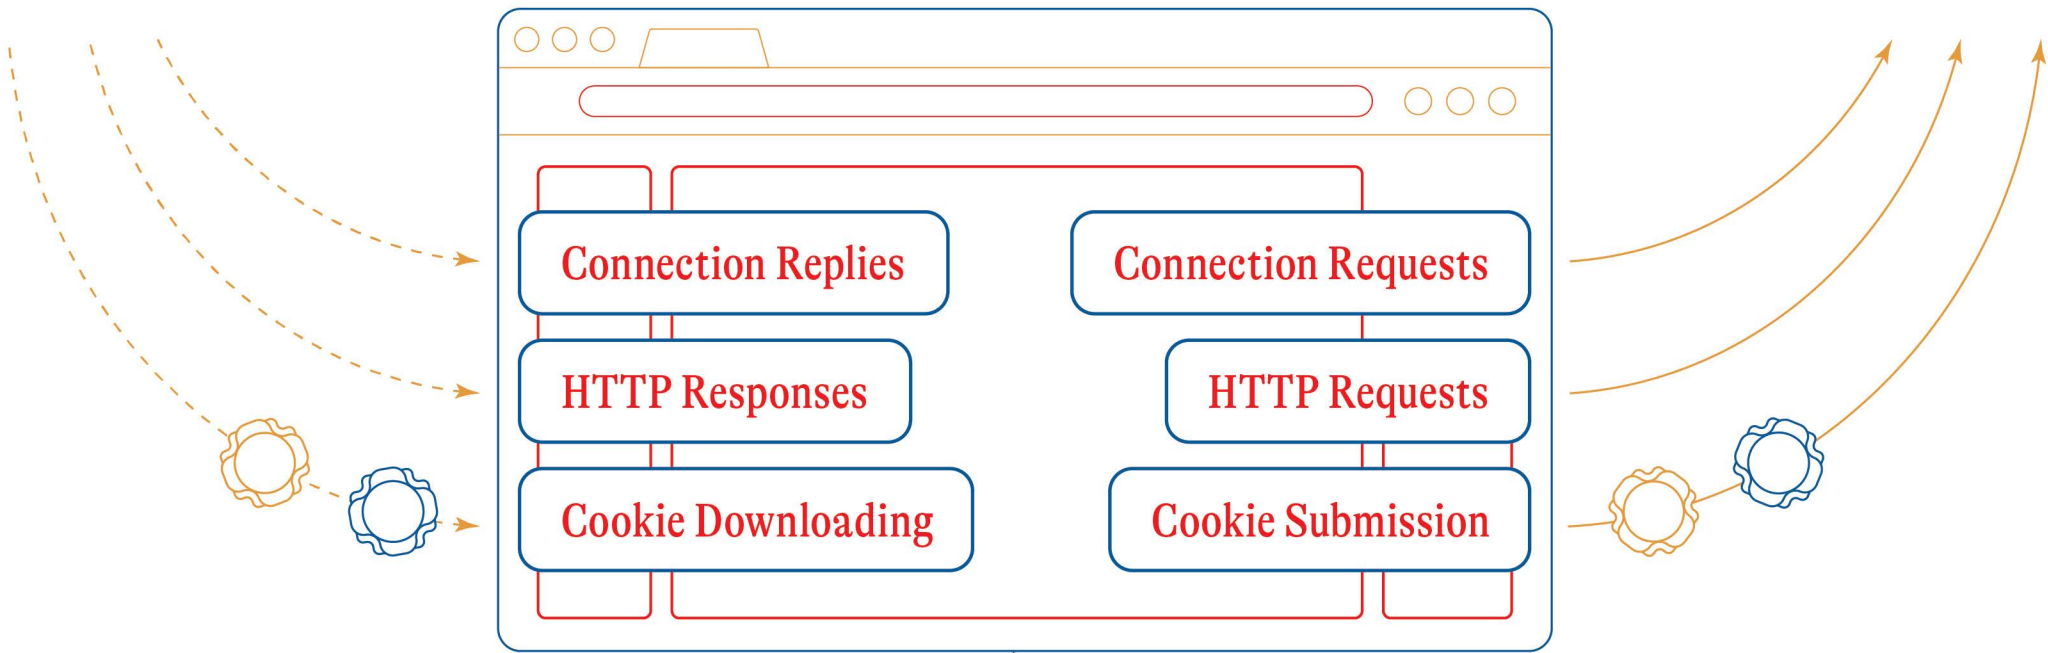 Connection Replies
Connection Requests
HTTP Responses
HTTP Requests
Cookie Downloading
Cookie Submission